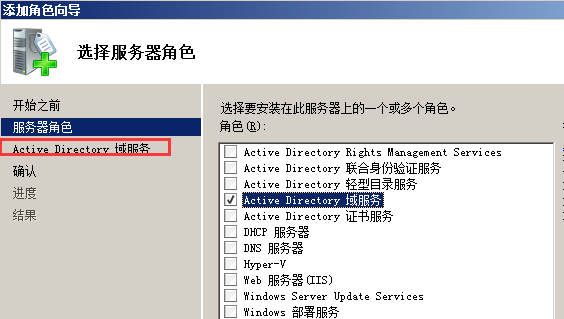 添加角色向导
选择服务器角色
开始之前
服务器角色
Active Directory 域服务
确认
进度
结果
选择要安装在此服务器上的一个或多个角色。
角色(R):
Active Directory Rights Management Services
Active Directory 联合身份验证服务
Active Directory 轻型目录服务
Active Directory 域服务
Active Directory 证书服务
DHCP 服务器
DNS 服务器
Hyper-V
Web 服务器(IIS)
Windows Server Update Services
Windows 部署服务